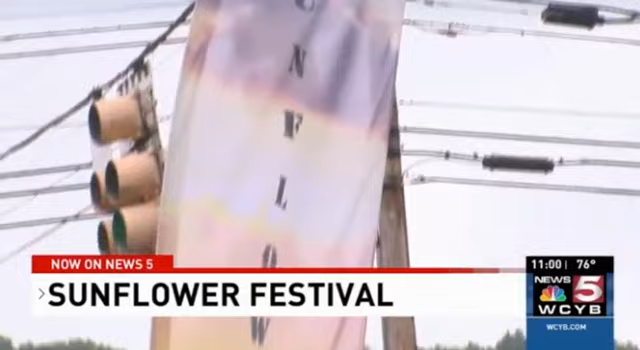 U
N
F
L
O
W
NOW ON NEWS 5
SUNFLOWER FESTIVAL
11:00 76°
NEWS 5
WCYB
WCYB.COM